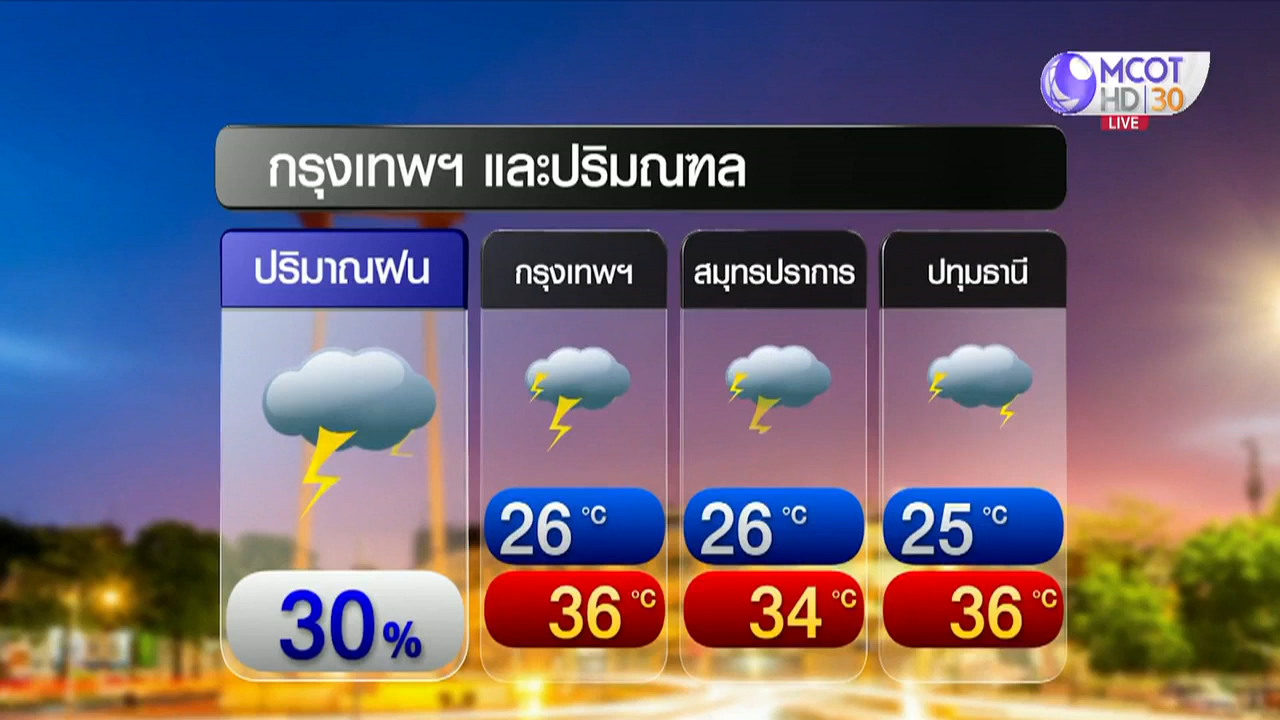 MCOT
HD 30
LIVE
กรุงเทพฯ และปริมณฑล
ปริมาณฝน
กรุงเทพฯ
สมุทรปราการ
ปทุมธานี
26 °C
26 °C
25 °C
30 %
36 °C
34 °C
36 °C